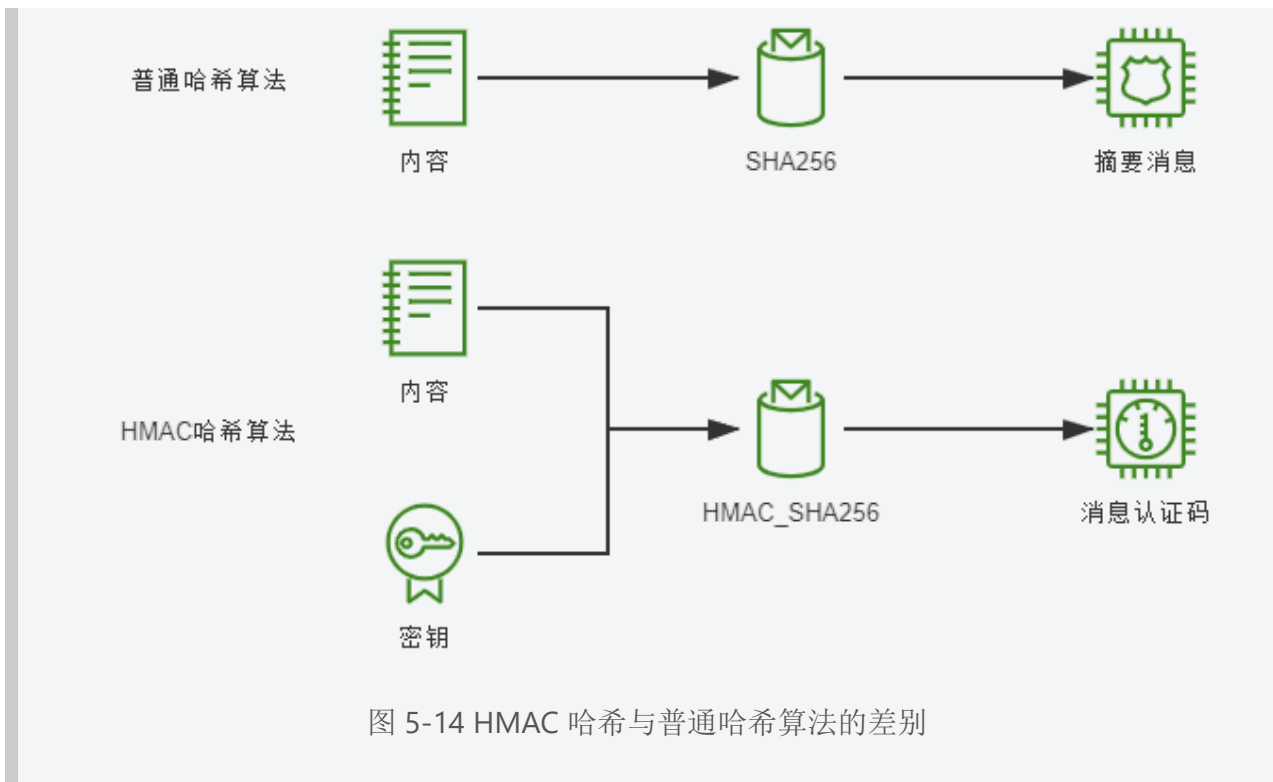 普通哈希算法
内容
SHA256
摘要消息
内容
HMAC哈希算法
HMAC_SHA256
消息认证码
密钥
图 5-14 HMAC 哈希与普通哈希算法的差别